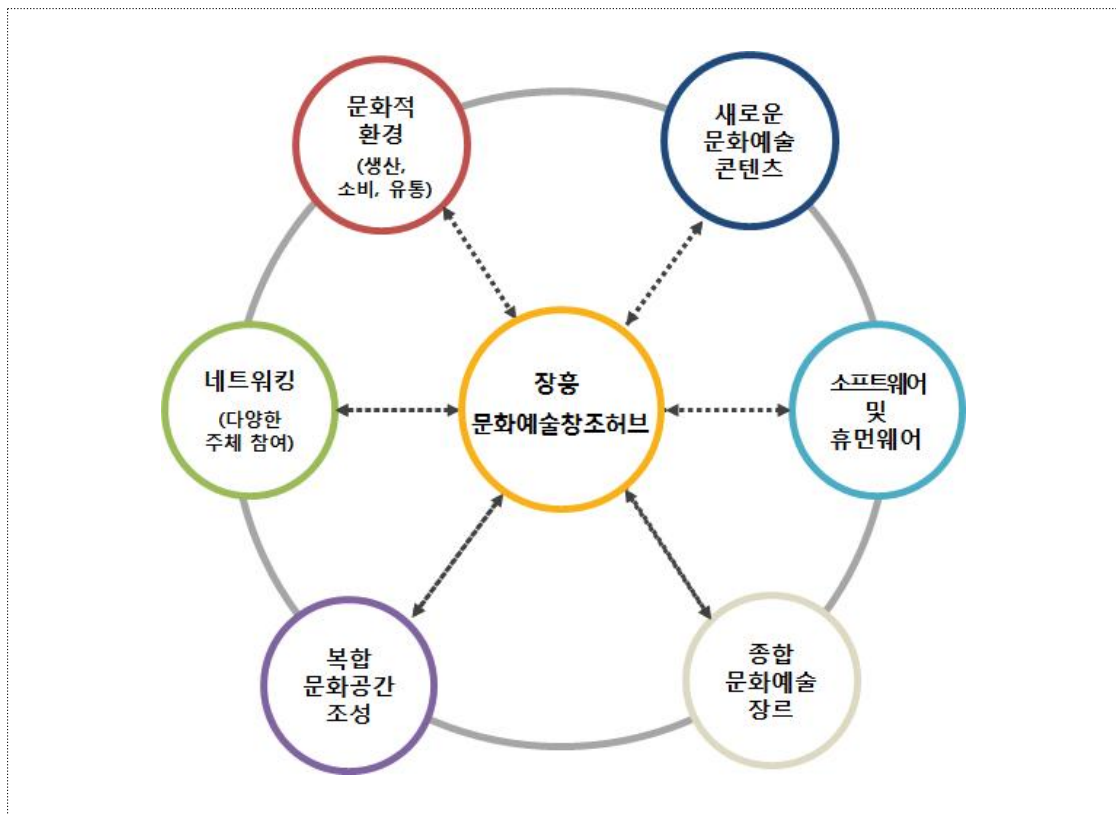 문화적
환경
(생산,
소비, 유통)
새로운
문화예술
콘텐츠
네트워킹
(다양한
주체 참여)
장흥
문화예술창조허브
소프트웨어
및
휴먼웨어
복합
문화공간
조성
종합
문화예술
장르